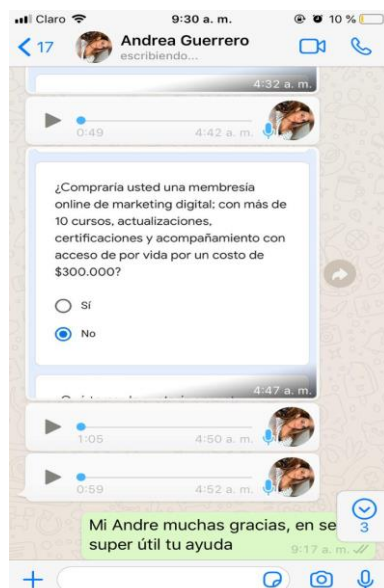 Claro 9:30 a. m. 10 %
17 Andrea Guerrero
escribiendo...
4:32 a. m.
0:49 4:42 a. m.
¿Compraría usted una membresía
online de marketing digital; con más de
10 cursos, actualizaciones,
certificaciones y acompañamiento con
acceso de por vida por un costo de
$300.000?
Sí
No
4:47 a. m.
1:05 4:50 a. m.
0:59 4:52 a. m.
3
Mi Andre muchas gracias, en se
super útil tu ayuda 9:17 a. m.